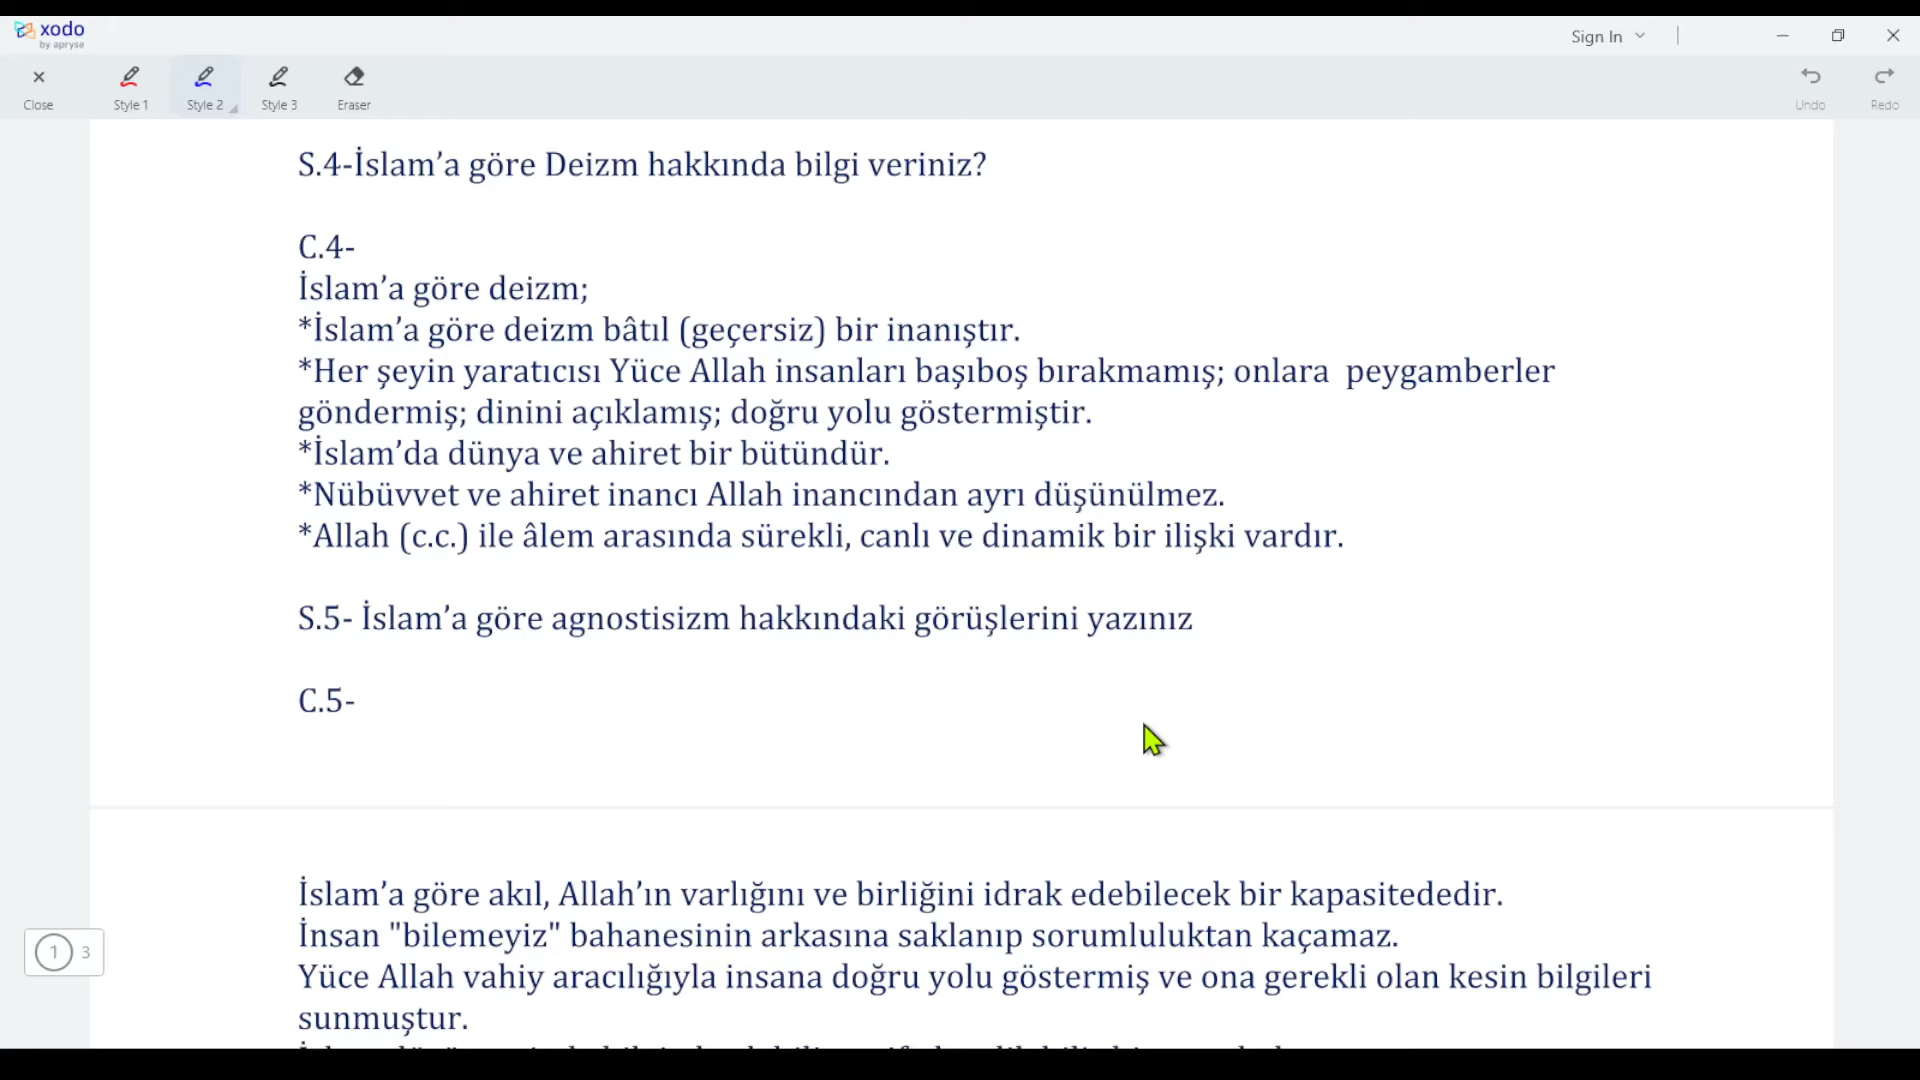 xodo
by apryse
Sign In
Close
Style 1
Style 2
Style 3
Eraser
Undo
Redo
S.4-İslam’a göre Deizm hakkında bilgi veriniz?
C.4-
İslam’a göre deizm;
*İslam’a göre deizm bâtıl (geçersiz) bir inanıştır.
*Her şeyin yaratıcısı Yüce Allah insanları başıboş bırakmamış; onlara peygamberler
göndermiş; dinini açıklamış; doğru yolu göstermiştir.
*İslam’da dünya ve ahiret bir bütündür.
*Nübüvvet ve ahiret inancı Allah inancından ayrı düşünülmez.
*Allah (c.c.) ile âlem arasında sürekli, canlı ve dinamik bir ilişki vardır.
S.5- İslam’a göre agnostisizm hakkındaki görüşlerini yazınız
C.5-
İslam’a göre akıl, Allah’ın varlığını ve birliğini idrak edebilecek bir kapasitededir.
İnsan "bilemeyiz" bahanesinin arkasına saklanıp sorumluluktan kaçamaz.
Yüce Allah vahiy aracılığıyla insana doğru yolu göstermiş ve ona gerekli olan kesin bilgileri
sunmuştur.
1 3